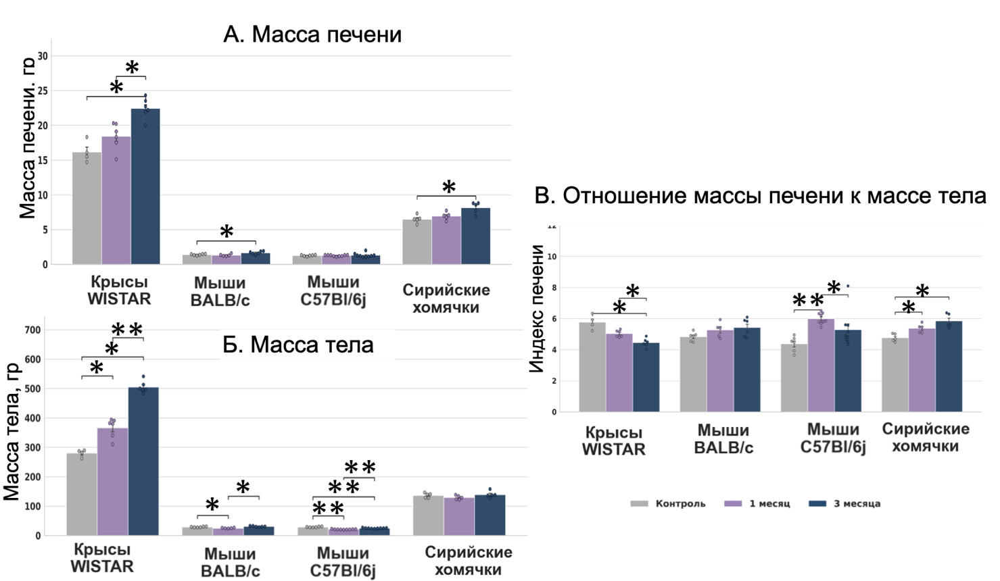 А. Масса печени
Масса печени. гр
30
25
20
15
10
5
0
*
*
*
*
Крысы
WISTAR
Мыши
BALB/c
Мыши
C57Bl/6j
Сирийские
хомячки
Б. Масса тела
Масса тела, гр
700
600
500
400
300
200
100
0
**
*
*
*
*
**
**
**
Крысы
WISTAR
Мыши
BALB/c
Мыши
C57Bl/6j
Сирийские
хомячки
В. Отношение массы печени к массе тела
Индекс печени
12
10
8
6
4
2
0
*
*
**
*
*
*
Крысы
WISTAR
Мыши
BALB/c
Мыши
C57Bl/6j
Сирийские
хомячки
Контроль
1 месяц
3 месяца